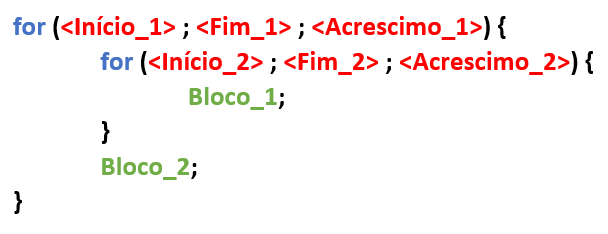 for (<Início_1> ; <Fim_1> ; <Acrescimo_1>) {
for (<Início_2> ; <Fim_2> ; <Acrescimo_2>) {
Bloco_1;
}
Bloco_2;
}